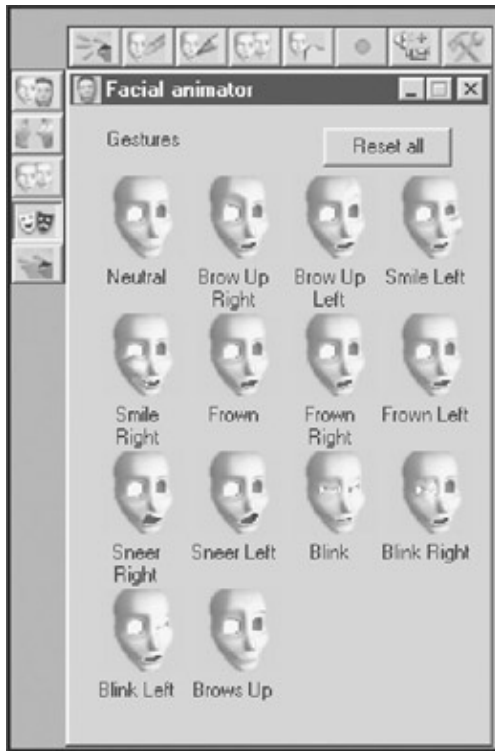 Facial animator
Gestures
Reset all
Neutral
Brow Up
Right
Brow Up
Left
Smile Left
Smile
Right
Frown
Frown
Right
Frown Left
Sneer
Right
Sneer Left
Blink
Blink Right
Blink Left
Brows Up